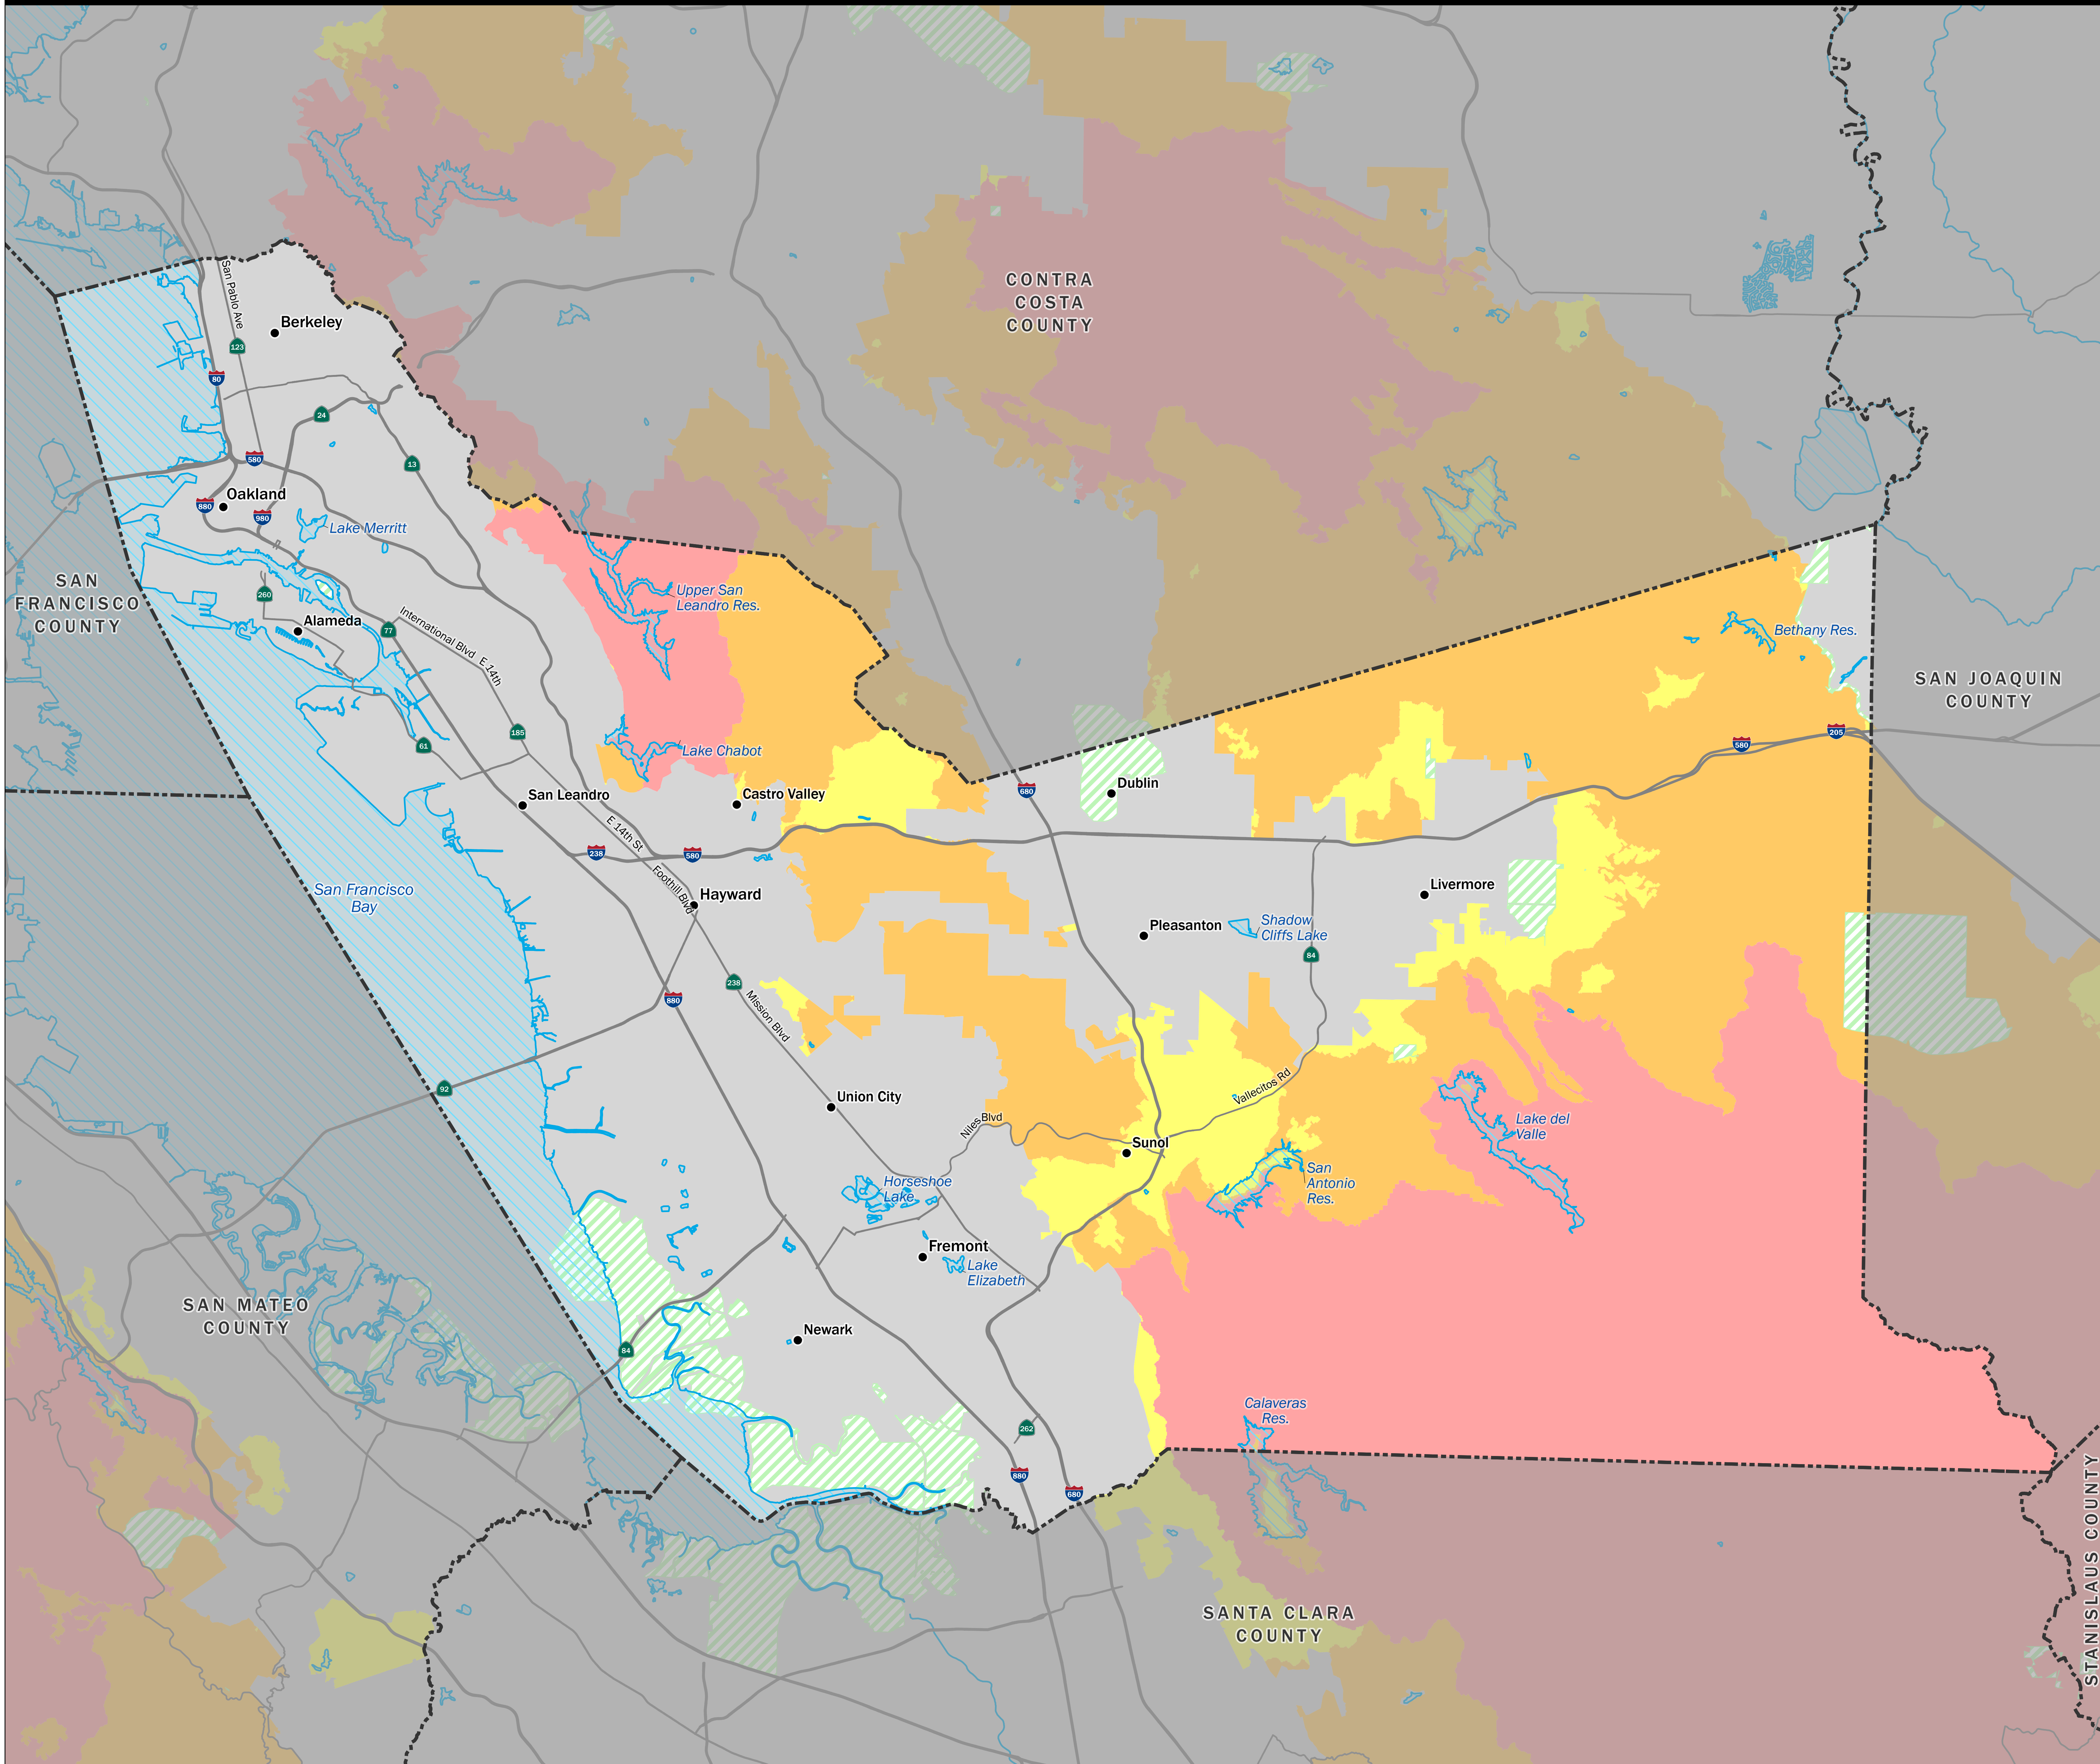 CONTRA
COSTA
COUNTY
San Pablo Ave
Berkeley
123
80
24
13
580
Oakland
880
980
Lake Merritt
SAN
FRANCISCO
COUNTY
260
Alameda
77
International Blvd
E 14th
Upper San
Leandro Res.
Bethany Res.
SAN JOAQUIN
COUNTY
185
61
Lake Chabot
580
205
San Leandro
Castro Valley
680
Dublin
E 14th St
238
580
San Francisco
Bay
Foothill Blvd
Hayward
Livermore
Pleasanton
Shadow
Cliffs Lake
84
238
880
Mission Blvd
92
Union City
Vallecitos Rd
Niles Blvd
Sunol
Lake del
Valle
San
Antonio
Res.
Horseshoe
Lake
Fremont
Lake
Elizabeth
SAN MATEO
COUNTY
84
Newark
Calaveras
Res.
262
880
680
SANTA CLARA
COUNTY
STANISLAUS COUNTY